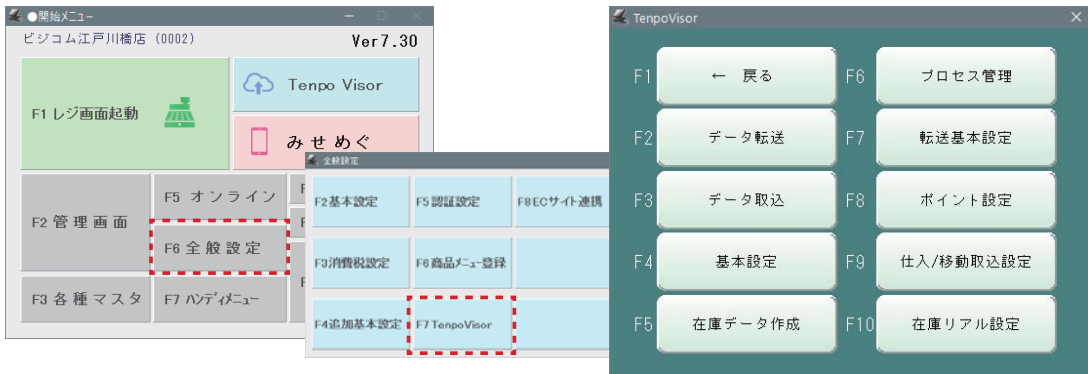 ●開始メニュー
ビジコム江戸川橋店 (0002)
Ver7.30
F1 レジ画面起動
Tenpo Visor
みせめぐ
F2 管理画面
F5 オンライン
F6 全般設定
F3 各種マスタ
F7 ハンディメニュー
全般設定
F2基本設定
F5認証設定
F8ECサイト連携
F3消費税設定
F6商品メニュー登録
F4追加基本設定
F7TenpoVisor
TenpoVisor
F1
← 戻る
F6
プロセス管理
F2
データ転送
F7
転送基本設定
F3
データ取込
F8
ポイント設定
F4
基本設定
F9
仕入/移動取込設定
F5
在庫データ作成
F10
在庫リアル設定